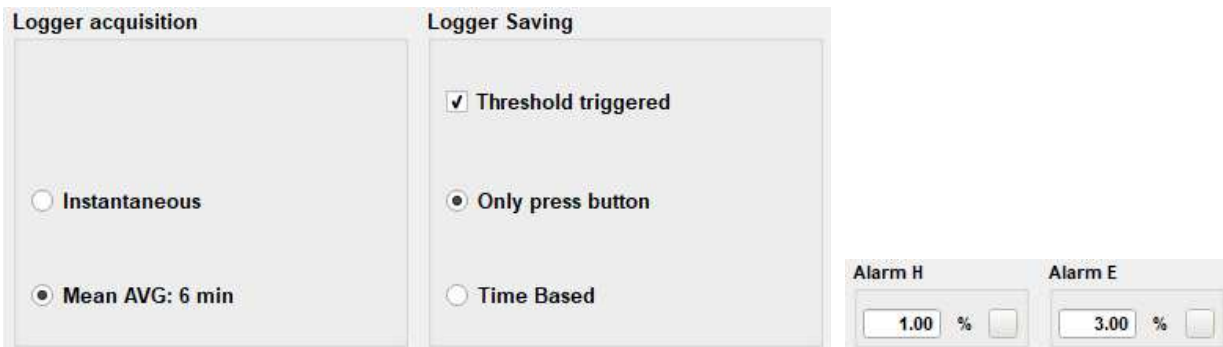 Logger acquisition
Instantaneous
Mean AVG: 6 min
Logger Saving
Threshold triggered
Only press button
Time Based
Alarm H
1.00 %
Alarm E
3.00 %